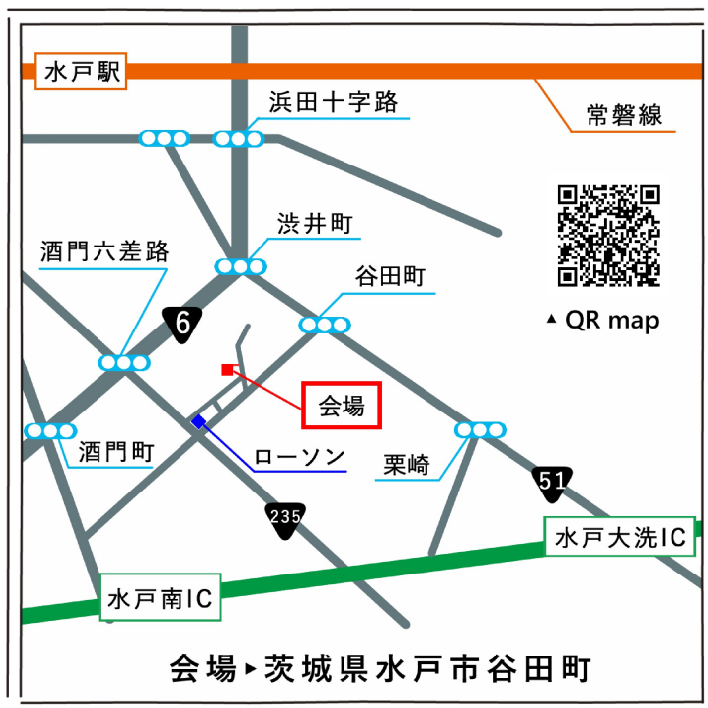 水戸駅
浜田十字路
常磐線
渋井町
酒門六差路
谷田町
▲ QR map
6
会場
酒門町
ローソン
栗崎
51
235
水戸大洗IC
水戸南IC
会場▶茨城県水戸市谷田町